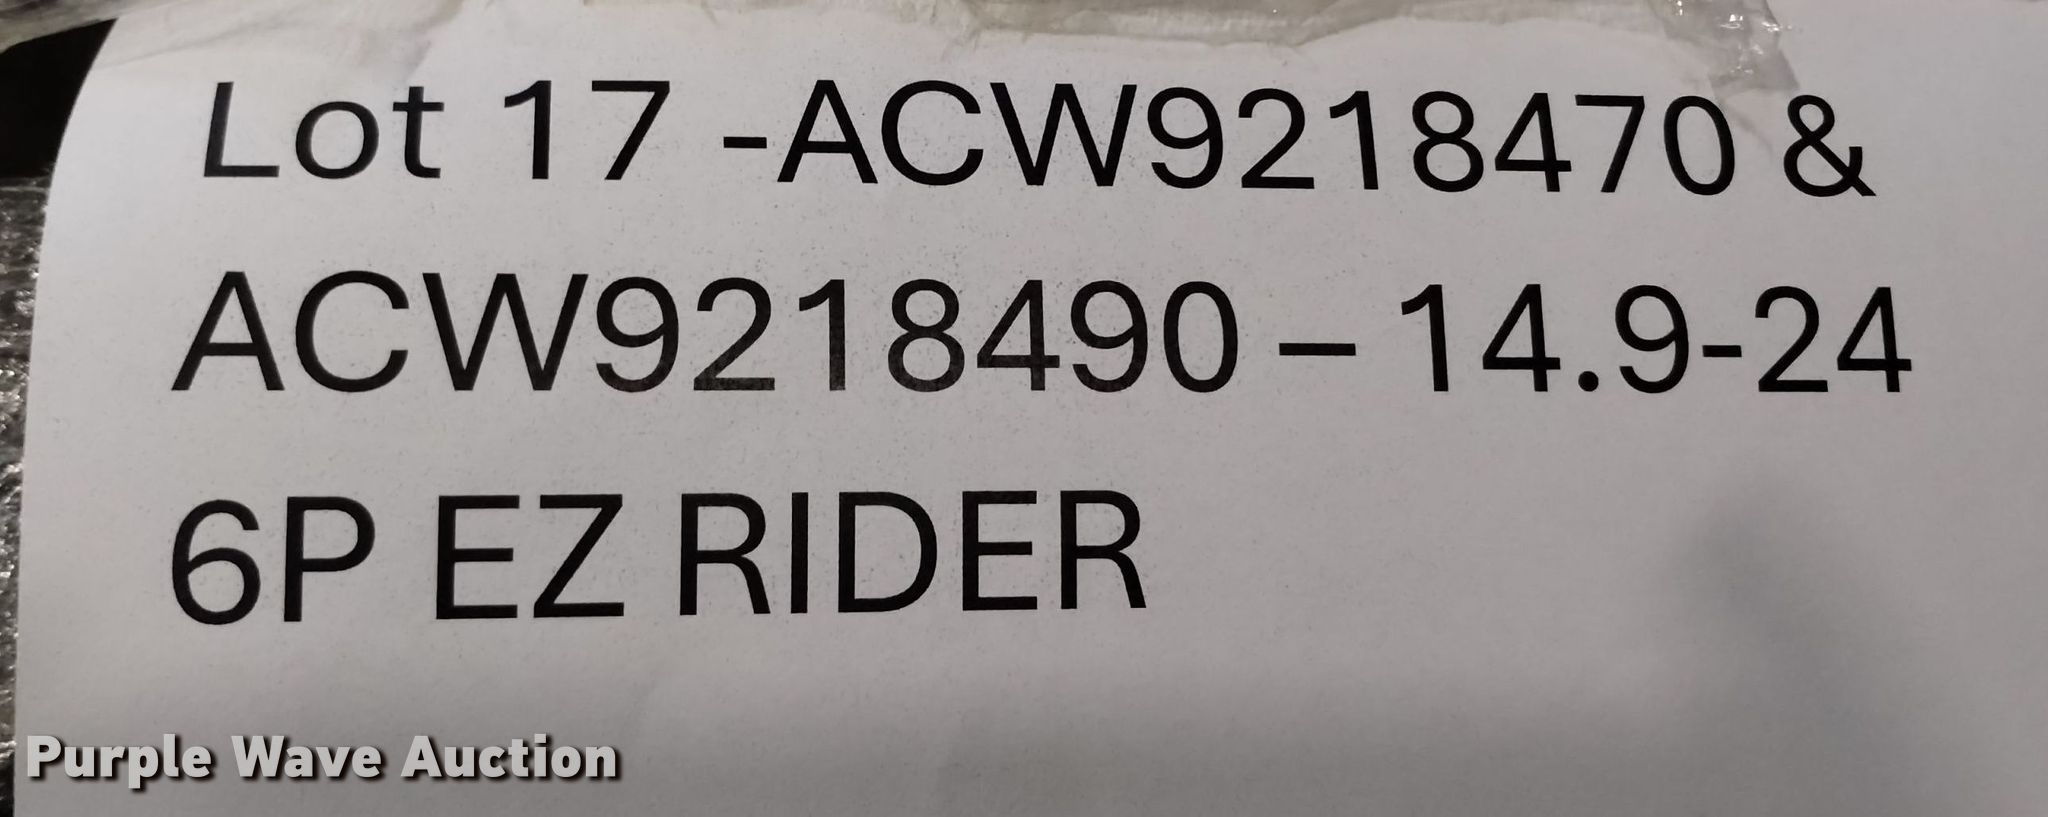 Lot 17 -ACW9218470 &
ACW9218490 – 14.9-24
6P EZ RIDER
Purple Wave Auction